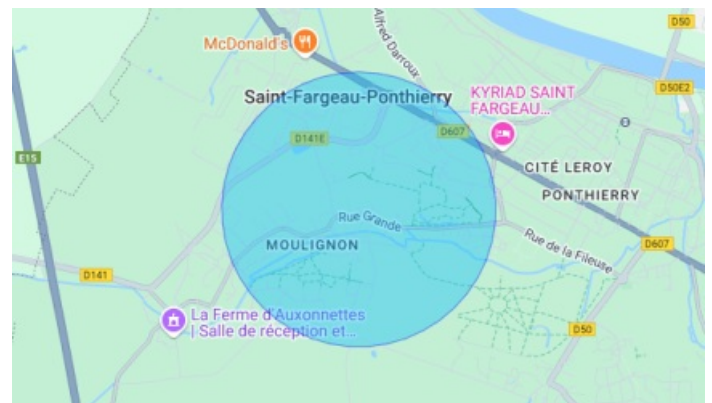 D50
Alfred Darroux
McDonald's
D50E2
Saint-Fargeau-Ponthierry
KYRIAD SAINT
FARGEAU...
D141E
D607
E15
CITÉ LEROY
PONTHIERRY
Rue Grande
MOULIGNON
Rue de la Fileuse
D607
D141
La Ferme d'Auxonnettes
| Salle de réception et...
D50